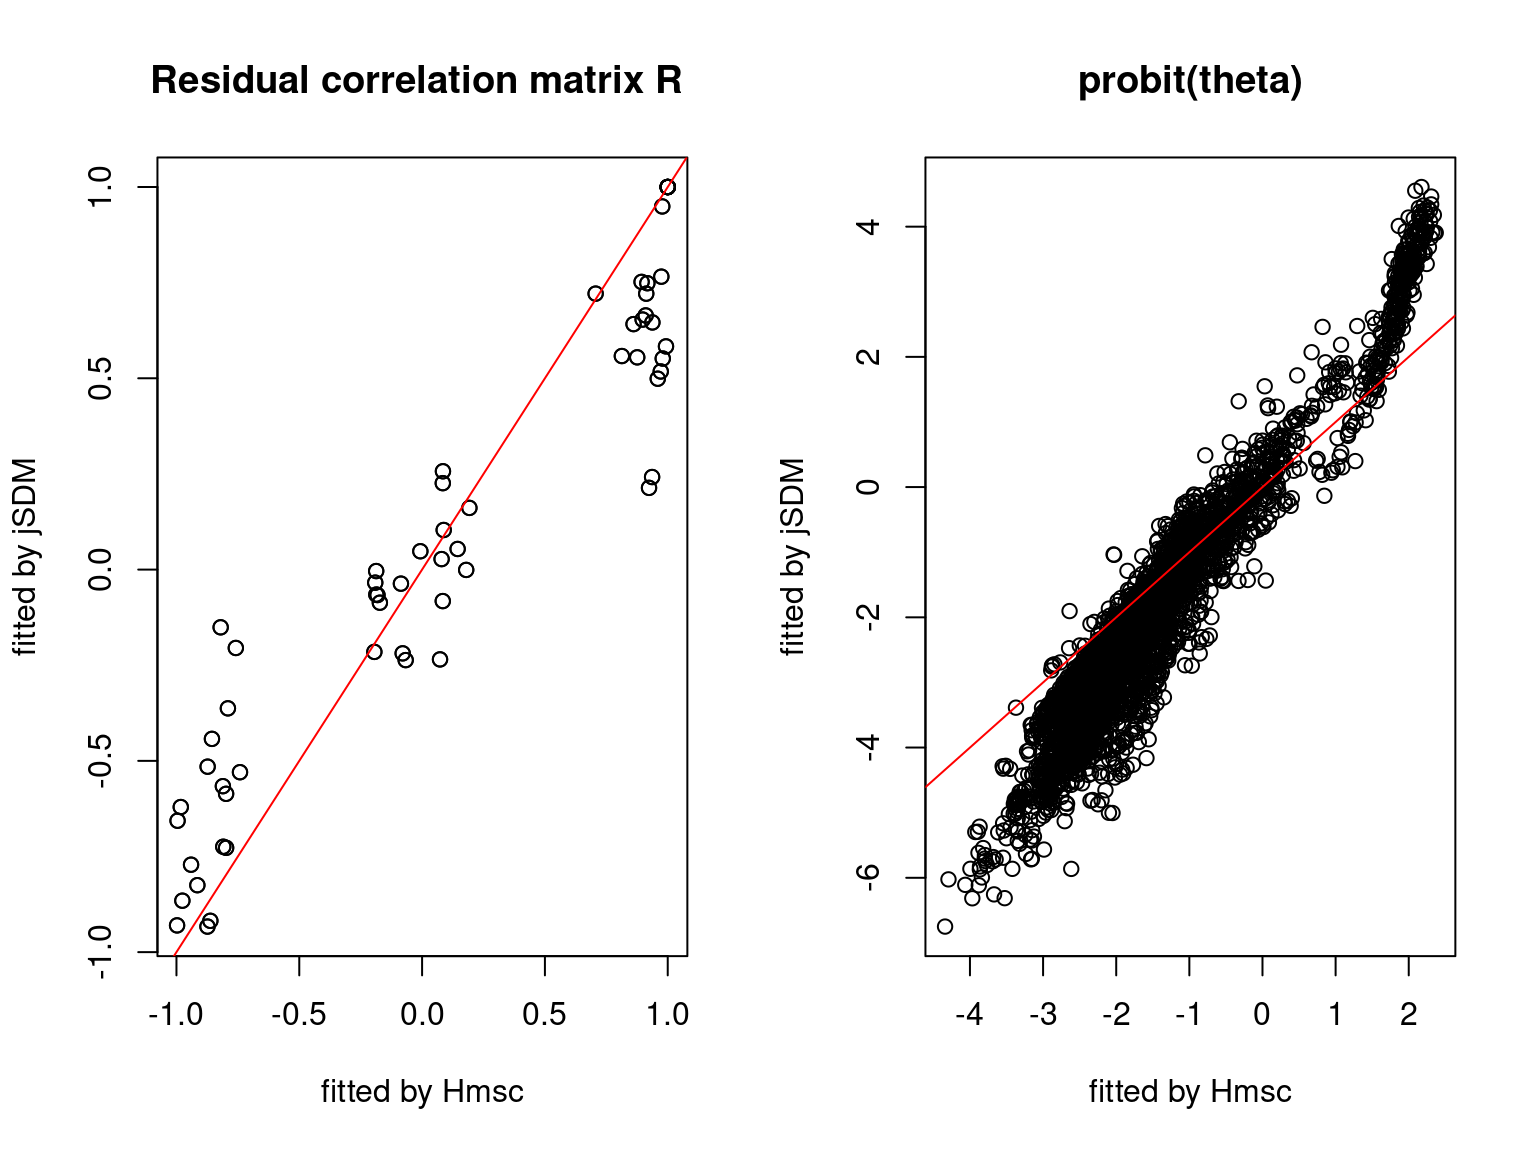 Residual correlation matrix R
fitted by jSDM
1.0
0.5
0.0
-0.5
-1.0
-1.0 -0.5 0.0 0.5 1.0
fitted by Hmsc
probit(theta)
fitted by jSDM
4
2
0
-2
-4
-6
-4 -3 -2 -1 0 1 2
fitted by Hmsc